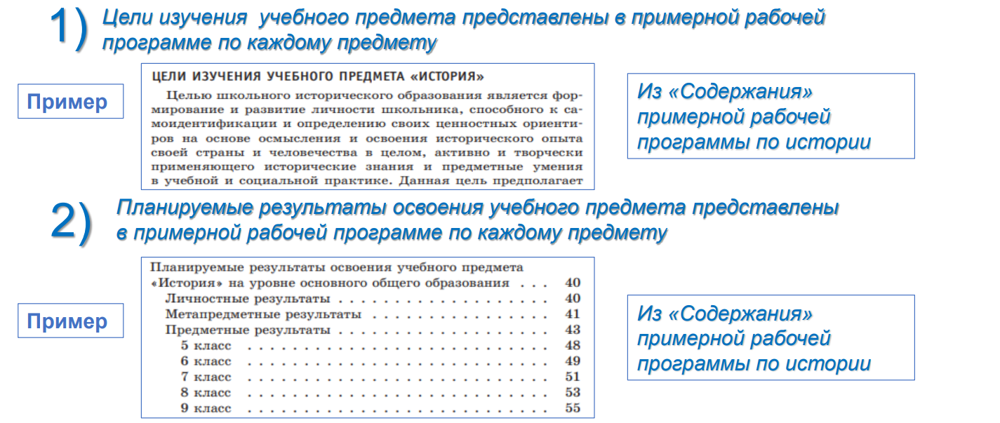 1) Цели изучения учебного предмета представлены в примерной рабочей
программе по каждому предмету
Пример
ЦЕЛИ ИЗУЧЕНИЯ УЧЕБНОГО ПРЕДМЕТА «ИСТОРИЯ»
Целью школьного исторического образования является фор-
мирование и развитие личности школьника, способного к са-
моидентификации и определению своих ценностных ориенти-
ров на основе осмысления и освоения исторического опыта
своей страны и человечества в целом, активно и творчески
применяющего исторические знания и предметные умения
в учебной и социальной практике. Данная цель предполагает
Из «Содержания»
примерной рабочей
программы по истории
2) Планируемые результаты освоения учебного предмета представлены
в примерной рабочей программе по каждому предмету
Пример
Планируемые результаты освоения учебного предмета
«История» на уровне основного общего образования . . . 40
Личностные результаты . . . . . . . . . . . . . . . . . . . 40
Метапредметные результаты . . . . . . . . . . . . . . . . 41
Предметные результаты . . . . . . . . . . . . . . . . . . . 43
5 класс . . . . . . . . . . . . . . . . . . . . . . . . . . . 48
6 класс . . . . . . . . . . . . . . . . . . . . . . . . . . . 49
7 класс . . . . . . . . . . . . . . . . . . . . . . . . . . . 51
8 класс . . . . . . . . . . . . . . . . . . . . . . . . . . . 53
9 класс . . . . . . . . . . . . . . . . . . . . . . . . . . . 55
Из «Содержания»
примерной рабочей
программы по истории